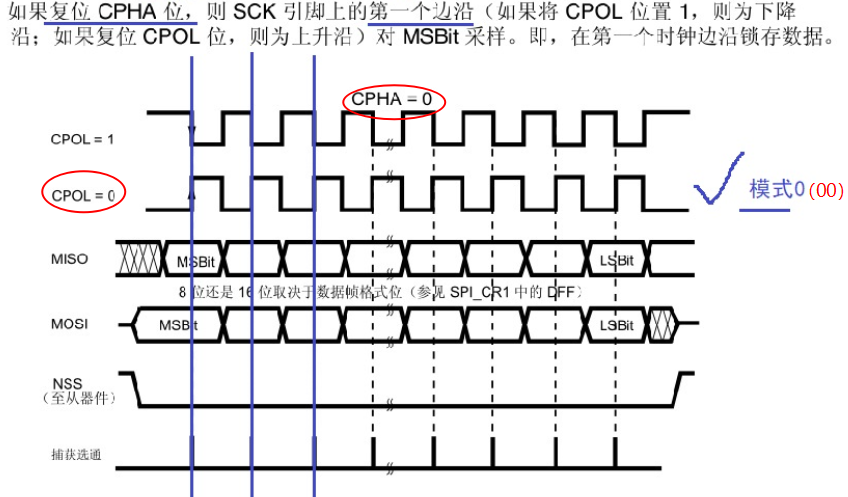 如果复位 CPHA 位，则 SCK 引脚上的第一个边沿（如果将 CPOL 位置 1，则为下降
沿；如果复位 CPOL 位，则为上升沿）对 MSBit 采样。即，在第一个时钟边沿锁存数据。
CPHA = 0
CPOL = 1
CPOL = 0
模式0 (00)
MISO
MSBit
LSBit
8 位还是 16 位取决于数据帧格式位（参见 SPI_CR1 中的 DFF）
MOSI
MSBit
LSBit
NSS
（至从器件）
捕获选通